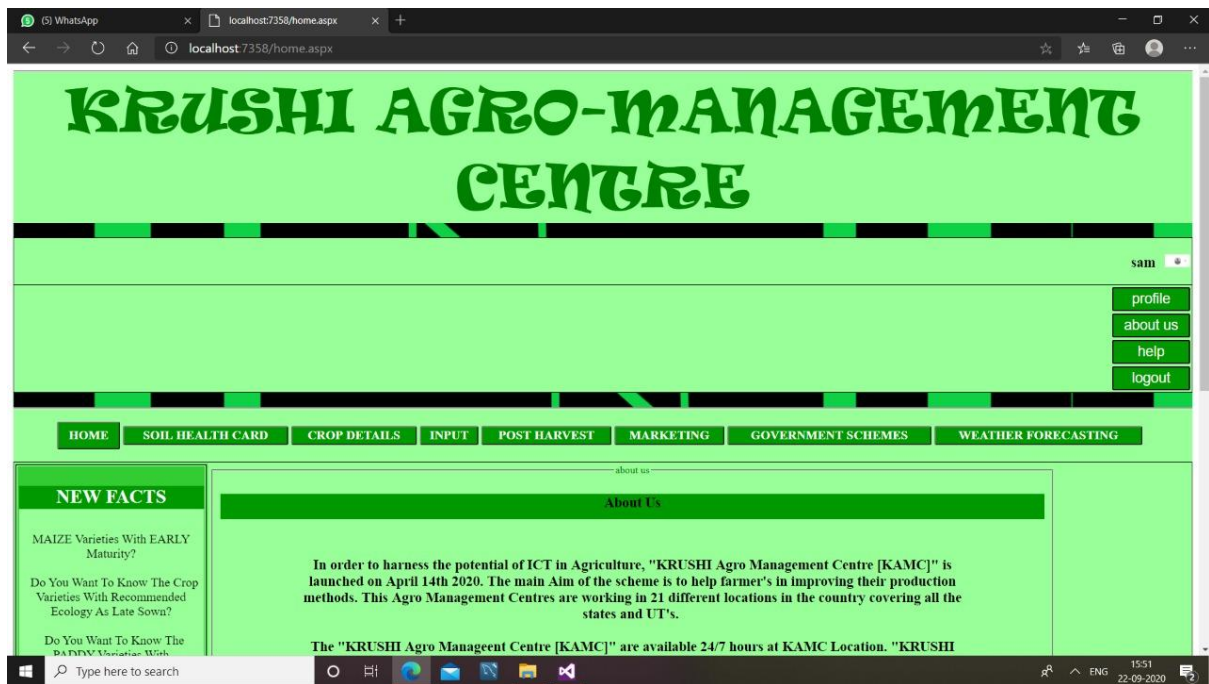 (5) WhatsApp
localhost:7358/home.aspx
localhost:7358/home.aspx
KRUSHI AGRO-MANAGEMENT
CENTRE
sam
profile
about us
help
logout
HOME SOIL HEALTH CARD CROP DETAILS INPUT POST HARVEST MARKETING GOVERNMENT SCHEMES WEATHER FORECASTING
NEW FACTS
MAIZE Varieties With EARLY
Maturity?
Do You Want To Know The Crop
Varieties With Recommended
Ecology As Late Sown?
Do You Want To Know The
PADDY Varieties With
about us
About Us
In order to harness the potential of ICT in Agriculture, "KRUSHI Agro Management Centre [KAMC]" is
launched on April 14th 2020. The main Aim of the scheme is to help farmer's in improving their production
methods. This Agro Management Centres are working in 21 different locations in the country covering all the
states and UT's.
The "KRUSHI Agro Manageent Centre [KAMC]" are available 24/7 hours at KAMC Location. "KRUSHI
Type here to search
ENG
15:51
22-09-2020
2